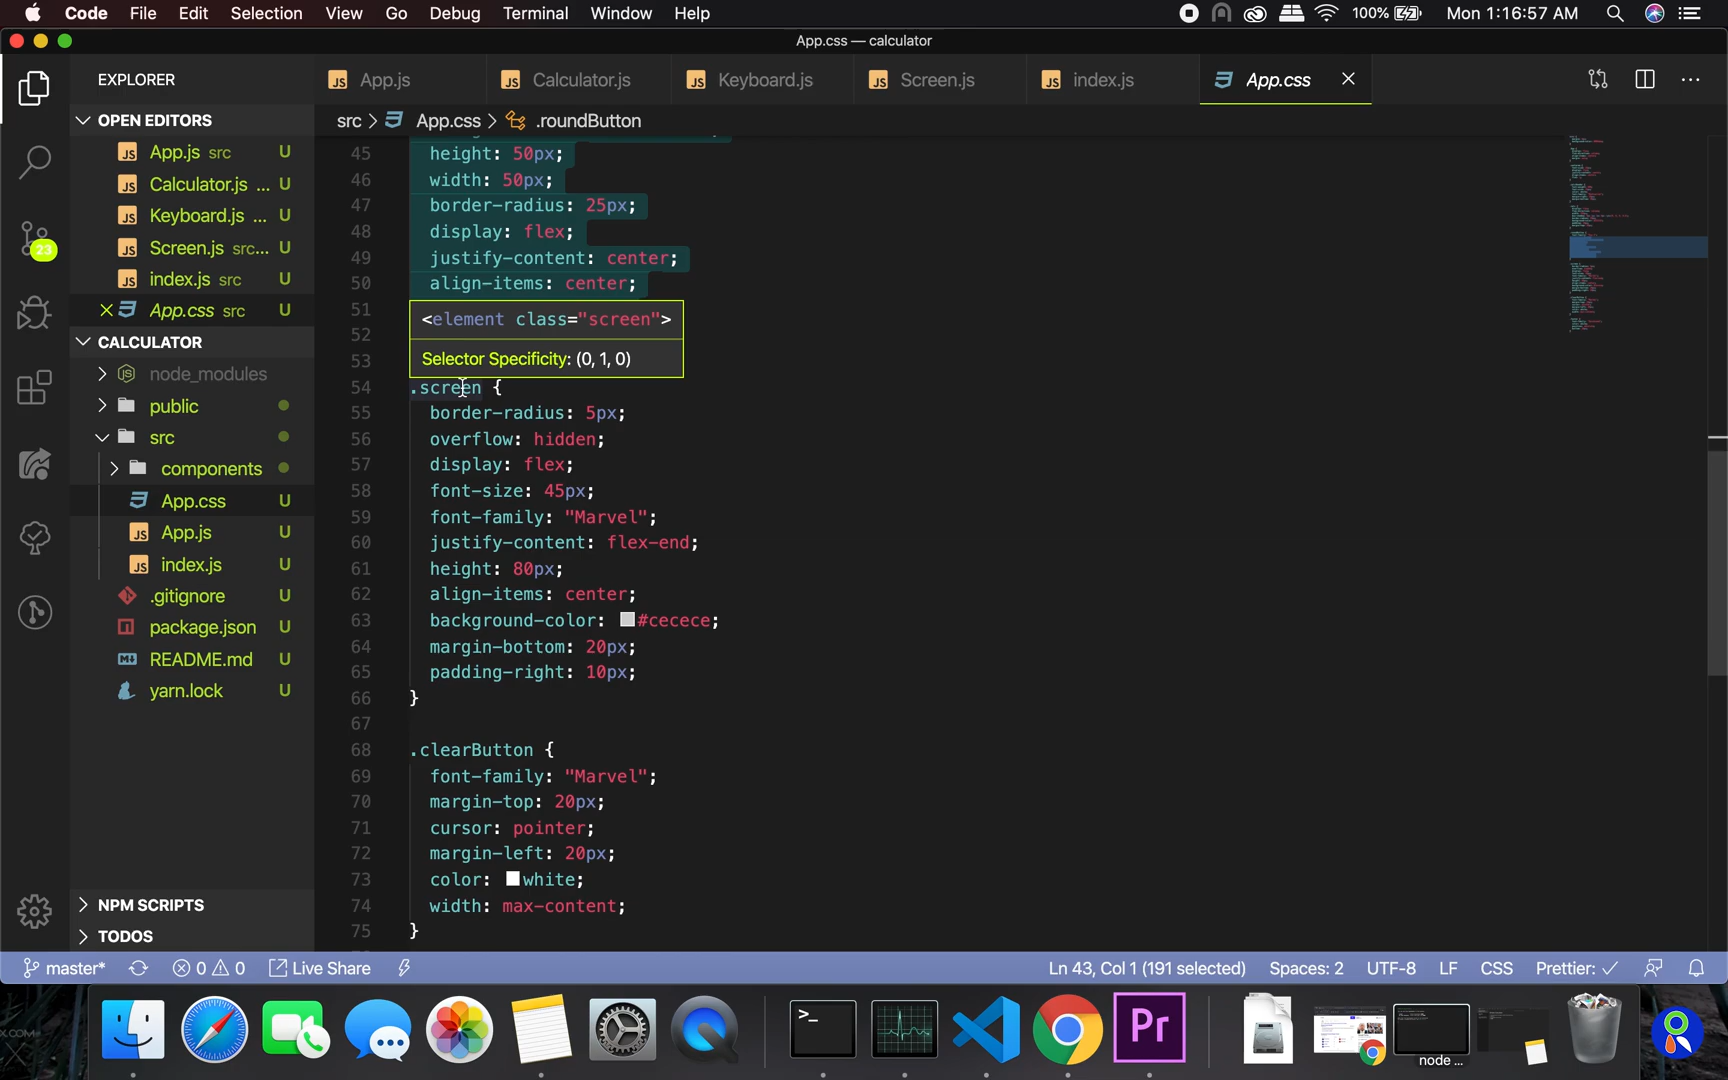 Code File Edit Selection View Go Debug Terminal Window Help 100% Mon 1:16:57 AM
App.css — calculator
EXPLORER
App.js Calculator.js Keyboard.js Screen.js index.js App.css
OPEN EDITORS
src > App.css > .roundButton
App.js src U
Calculator.js ... U
Keyboard.js ... U
Screen.js src... U
index.js src U
App.css src U
CALCULATOR
node_modules
public
src
components
App.css U
App.js U
index.js U
.gitignore U
package.json U
README.md U
yarn.lock U
NPM SCRIPTS
TODOS
23
45 height: 50px;
46 width: 50px;
47 border-radius: 25px;
48 display: flex;
49 justify-content: center;
50 align-items: center;
51
<element class="screen">
52
Selector Specificity: (0, 1, 0)
53
54 .screen {
55 border-radius: 5px;
56 overflow: hidden;
57 display: flex;
58 font-size: 45px;
59 font-family: "Marvel";
60 justify-content: flex-end;
61 height: 80px;
62 align-items: center;
63 background-color: #cecece;
64 margin-bottom: 20px;
65 padding-right: 10px;
66 }
67
68 .clearButton {
69 font-family: "Marvel";
70 margin-top: 20px;
71 cursor: pointer;
72 margin-left: 20px;
73 color: white;
74 width: max-content;
75 }
master* 0 0 Live Share Ln 43, Col 1 (191 selected) Spaces: 2 UTF-8 LF CSS Prettier: ✓
Pr
node ...